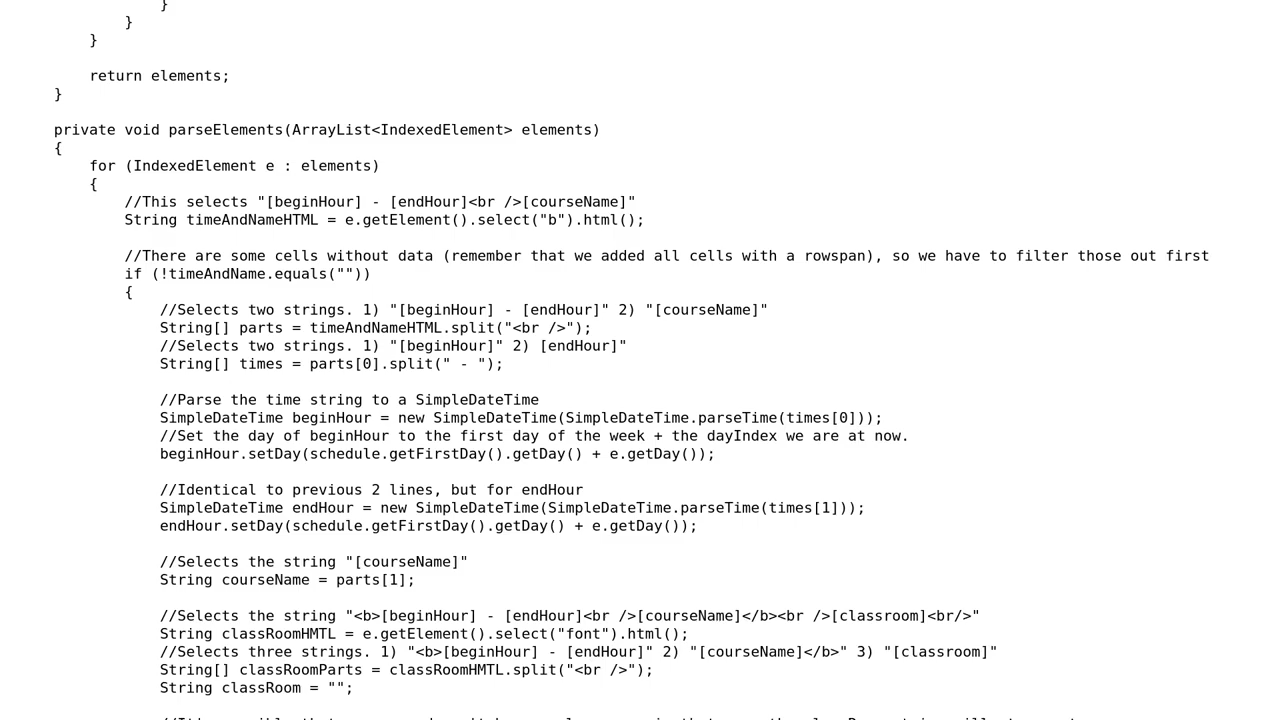 }
}
}
return elements;
}
private void parseElements(ArrayList<IndexedElement> elements)
{
for (IndexedElement e : elements)
{
//This selects "[beginHour] - [endHour]<br />[courseName]"
String timeAndNameHTML = e.getElement().select("b").html();
//There are some cells without data (remember that we added all cells with a rowspan), so we have to filter those out first
if (!timeAndName.equals(""))
{
//Selects two strings. 1) "[beginHour] - [endHour]" 2) "[courseName]"
String[] parts = timeAndNameHTML.split("<br />");
//Selects two strings. 1) "[beginHour]" 2) [endHour]"
String[] times = parts[0].split(" - ");
//Parse the time string to a SimpleDateTime
SimpleDateTime beginHour = new SimpleDateTime(SimpleDateTime.parseTime(times[0]));
//Set the day of beginHour to the first day of the week + the dayIndex we are at now.
beginHour.setDay(schedule.getFirstDay().getDay() + e.getDay());
//Identical to previous 2 lines, but for endHour
SimpleDateTime endHour = new SimpleDateTime(SimpleDateTime.parseTime(times[1]));
endHour.setDay(schedule.getFirstDay().getDay() + e.getDay());
//Selects the string "[courseName]"
String courseName = parts[1];
//Selects the string "<b>[beginHour] - [endHour]<br />[courseName]</b><br />[classroom]<br/>"
String classRoomHMTL = e.getElement().select("font").html();
//Selects three strings. 1) "<b>[beginHour] - [endHour]" 2) "[courseName]</b>" 3) "[classroom]"
String[] classRoomParts = classRoomHMTL.split("<br />");
String classRoom = "";